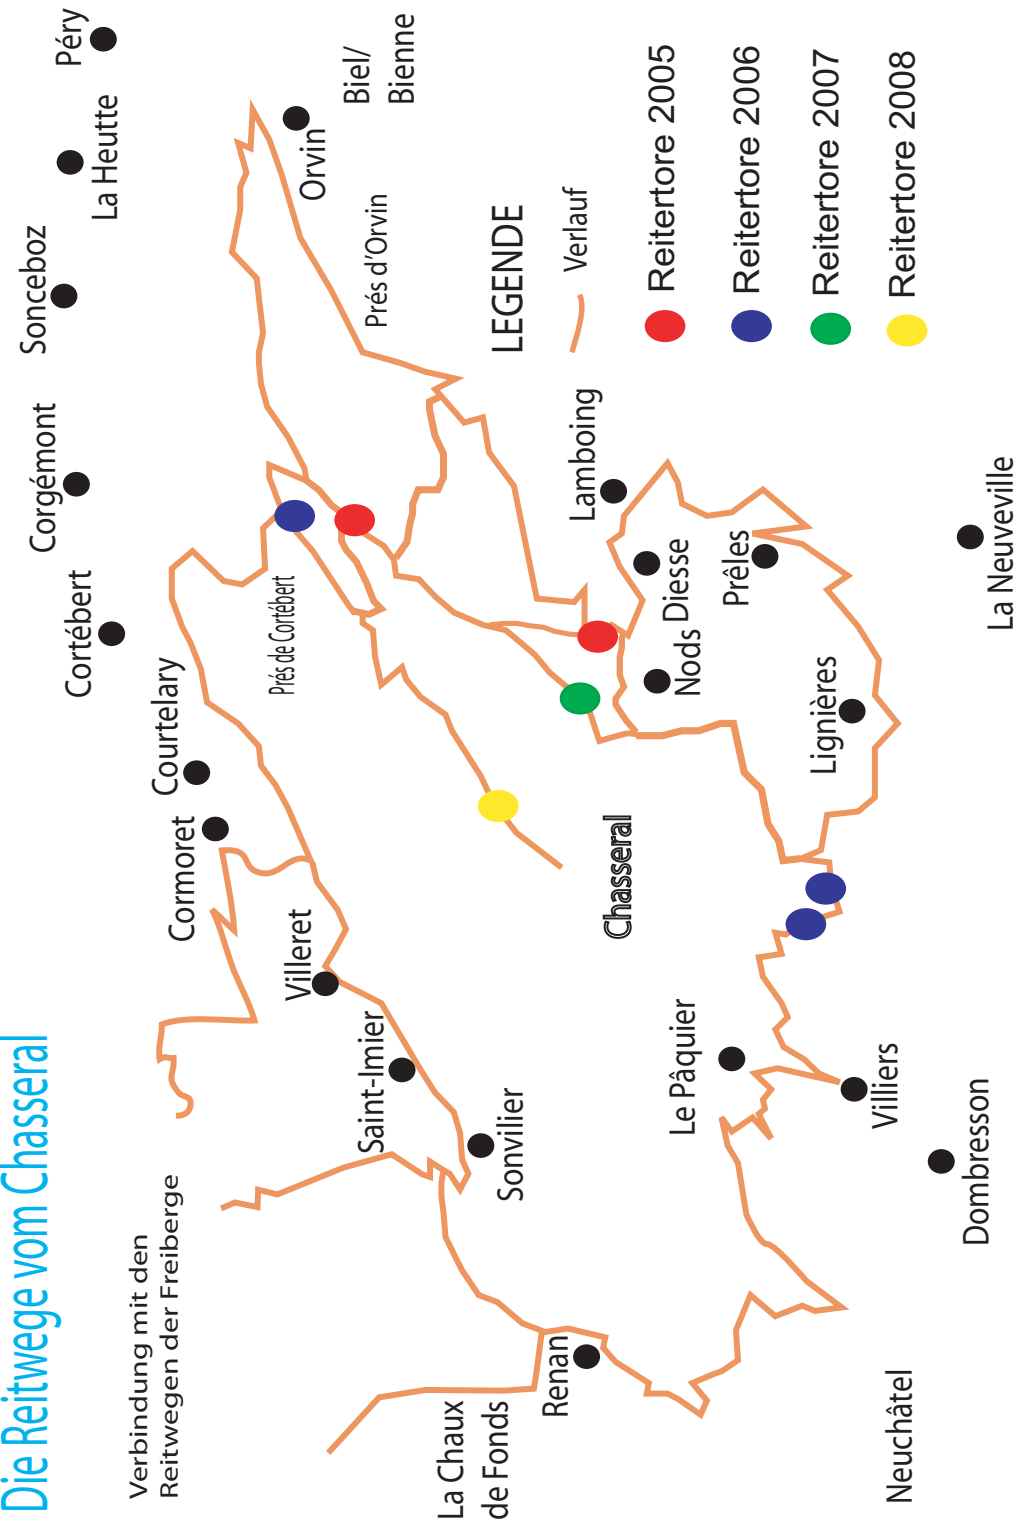 Die Reitwege vom Chasseral
Verbindung mit den
Reitwegen der Freiberge
Cormoret
Courtelary
Cortébert
Corgémont
Sonceboz
La Heutte
Péry
Villeret
Saint-Imier
Sonvilier
Prés de Cortébert
Prés d'Orvin
Orvin
Biel/
Bienne
La Chaux
de Fonds
Renan
Chasseral
Le Pâquier
Nods
Diesse
Lamboing
Prêles
Lignières
Villiers
Dombresson
Neuchâtel
La Neuveville
LEGENDE
Verlauf
Reitertore 2005
Reitertore 2006
Reitertore 2007
Reitertore 2008